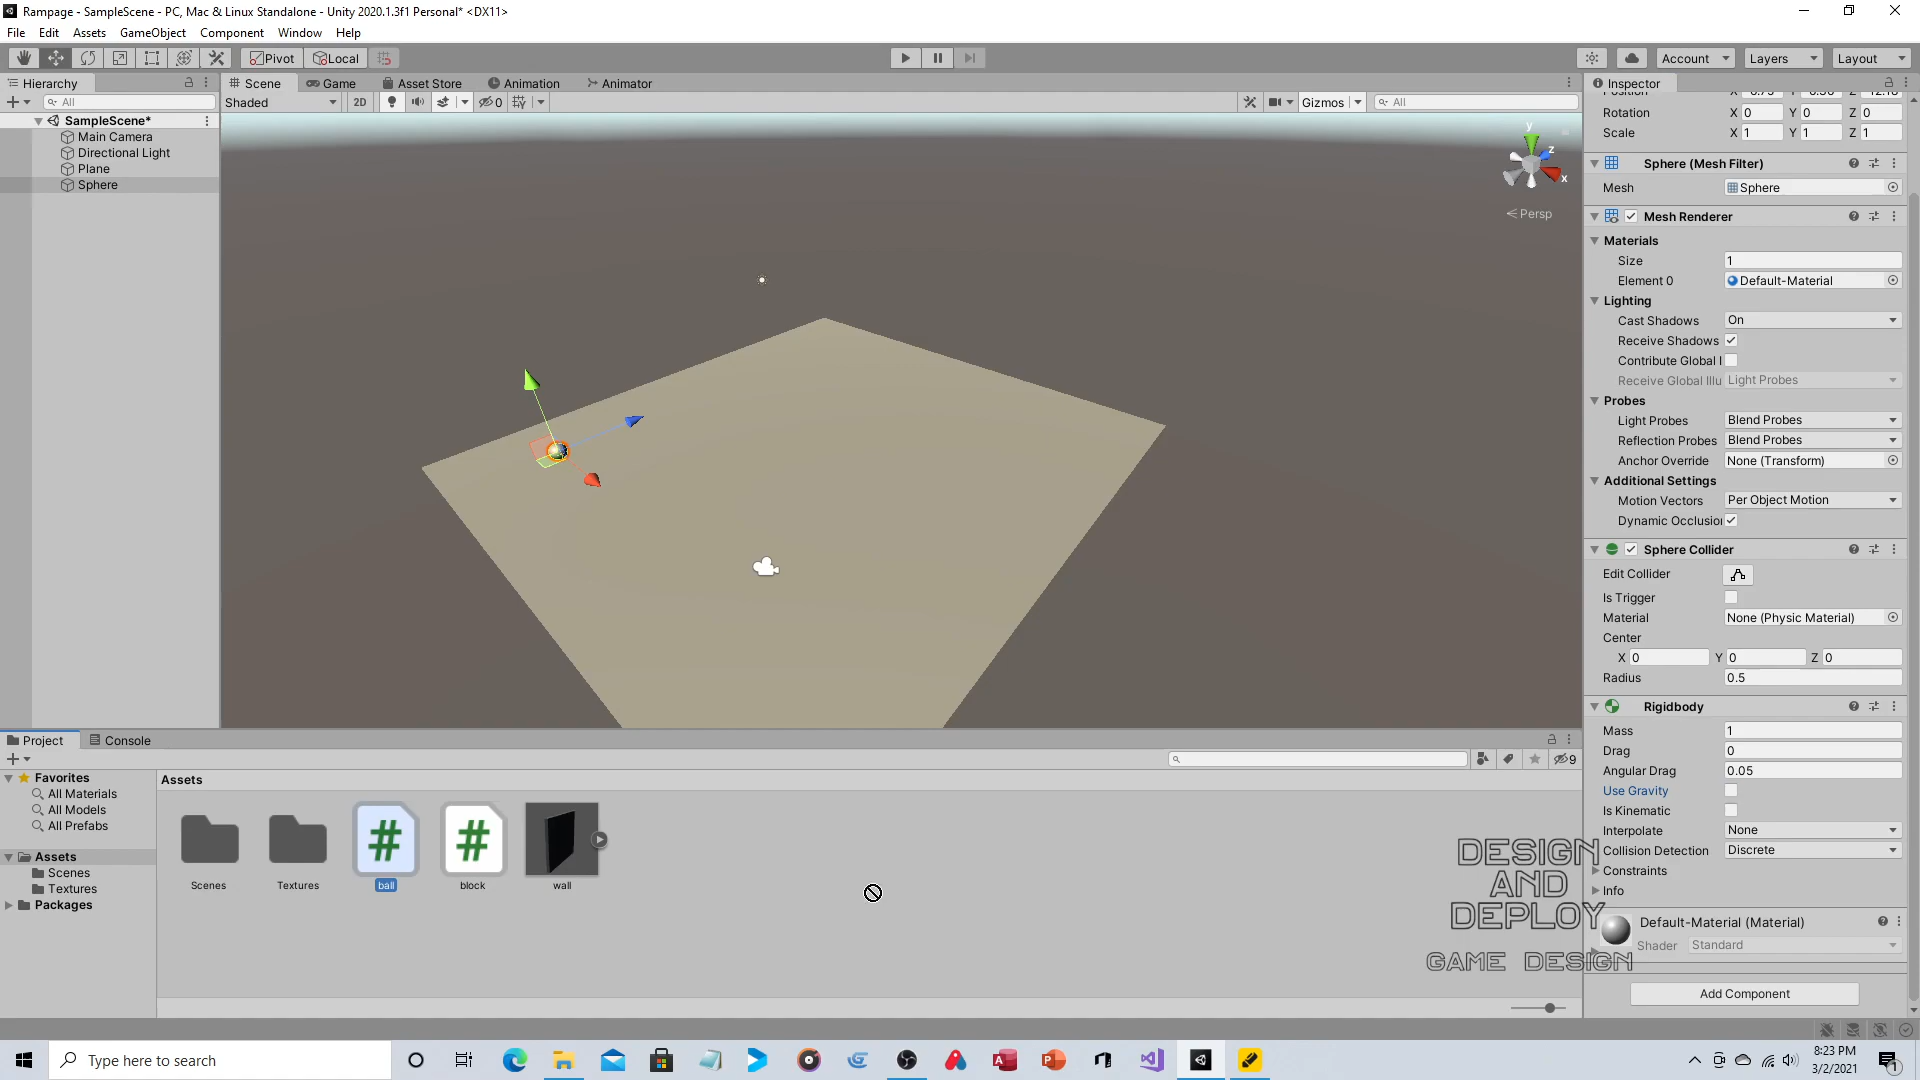 Rampage - SampleScene - PC, Mac & Linux Standalone - Unity 2020.1.3f1 Personal* <DX11>
File Edit Assets GameObject Component Window Help
Pivot Local Account Layers Layout
Hierarchy
All
SampleScene*
Main Camera
Directional Light
Plane
Sphere
Scene Game Asset Store Animation Animator
Shaded 2D 0 Gizmos All
y
z
x
Persp
Inspector
Rotation X 0 Y 0 Z 0
Scale X 1 Y 1 Z 1
Sphere (Mesh Filter)
Mesh Sphere
Mesh Renderer
Materials
Size 1
Element 0 Default-Material
Lighting
Cast Shadows On
Receive Shadows
Contribute Global I
Receive Global Illu Light Probes
Probes
Light Probes Blend Probes
Reflection Probes Blend Probes
Anchor Override None (Transform)
Additional Settings
Motion Vectors Per Object Motion
Dynamic Occlusion
Sphere Collider
Edit Collider
Is Trigger
Material None (Physic Material)
Center
X 0 Y 0 Z 0
Radius 0.5
Rigidbody
Mass 1
Drag 0
Angular Drag 0.05
Use Gravity
Is Kinematic
Interpolate None
Collision Detection Discrete
Constraints
Info
Default-Material (Material)
Shader Standard
Add Component
Project Console
9
Favorites
All Materials
All Models
All Prefabs
Assets
Scenes
Textures
Packages
Assets
Scenes Textures ball block wall
DESIGN
AND
DEPLOY
GAME DESIGN
Type here to search
8:23 PM
3/2/2021
1